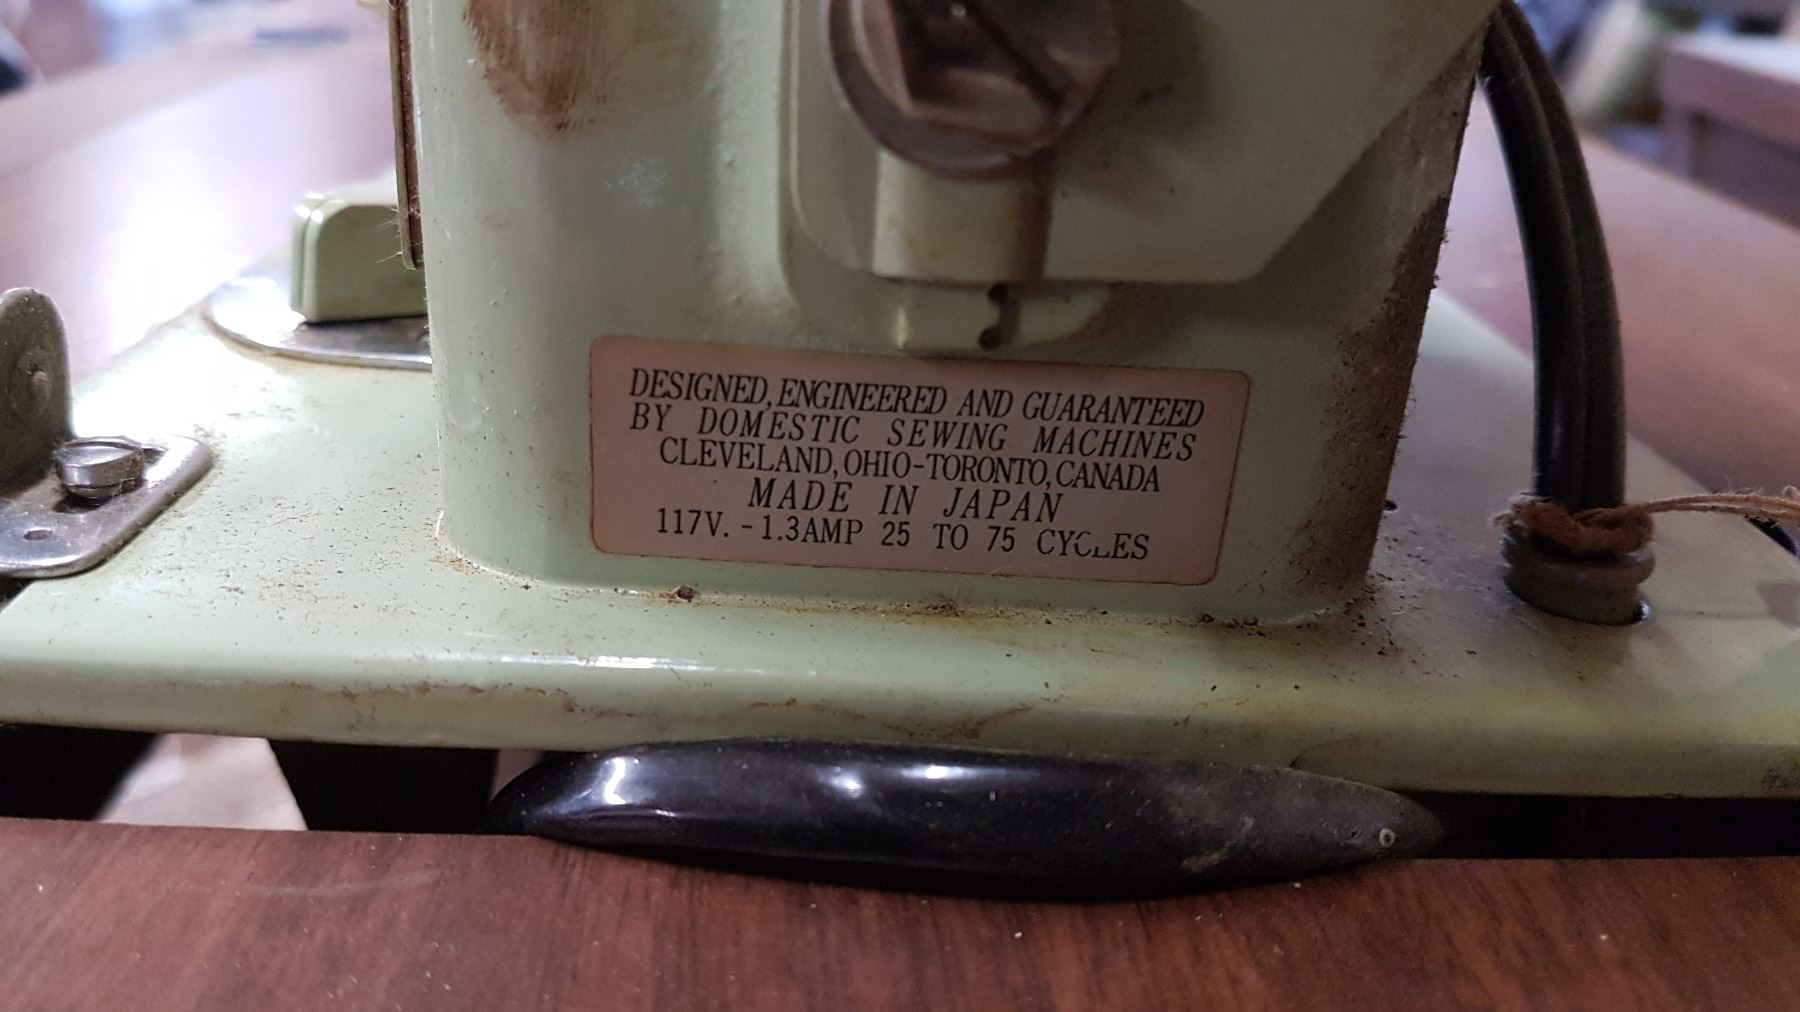 DESIGNED, ENGINEERED AND GUARANTEED
BY DOMESTIC SEWING MACHINES
CLEVELAND, OHIO-TORONTO, CANADA
MADE IN JAPAN
117V. - 1.3AMP 25 TO 75 CYCLES